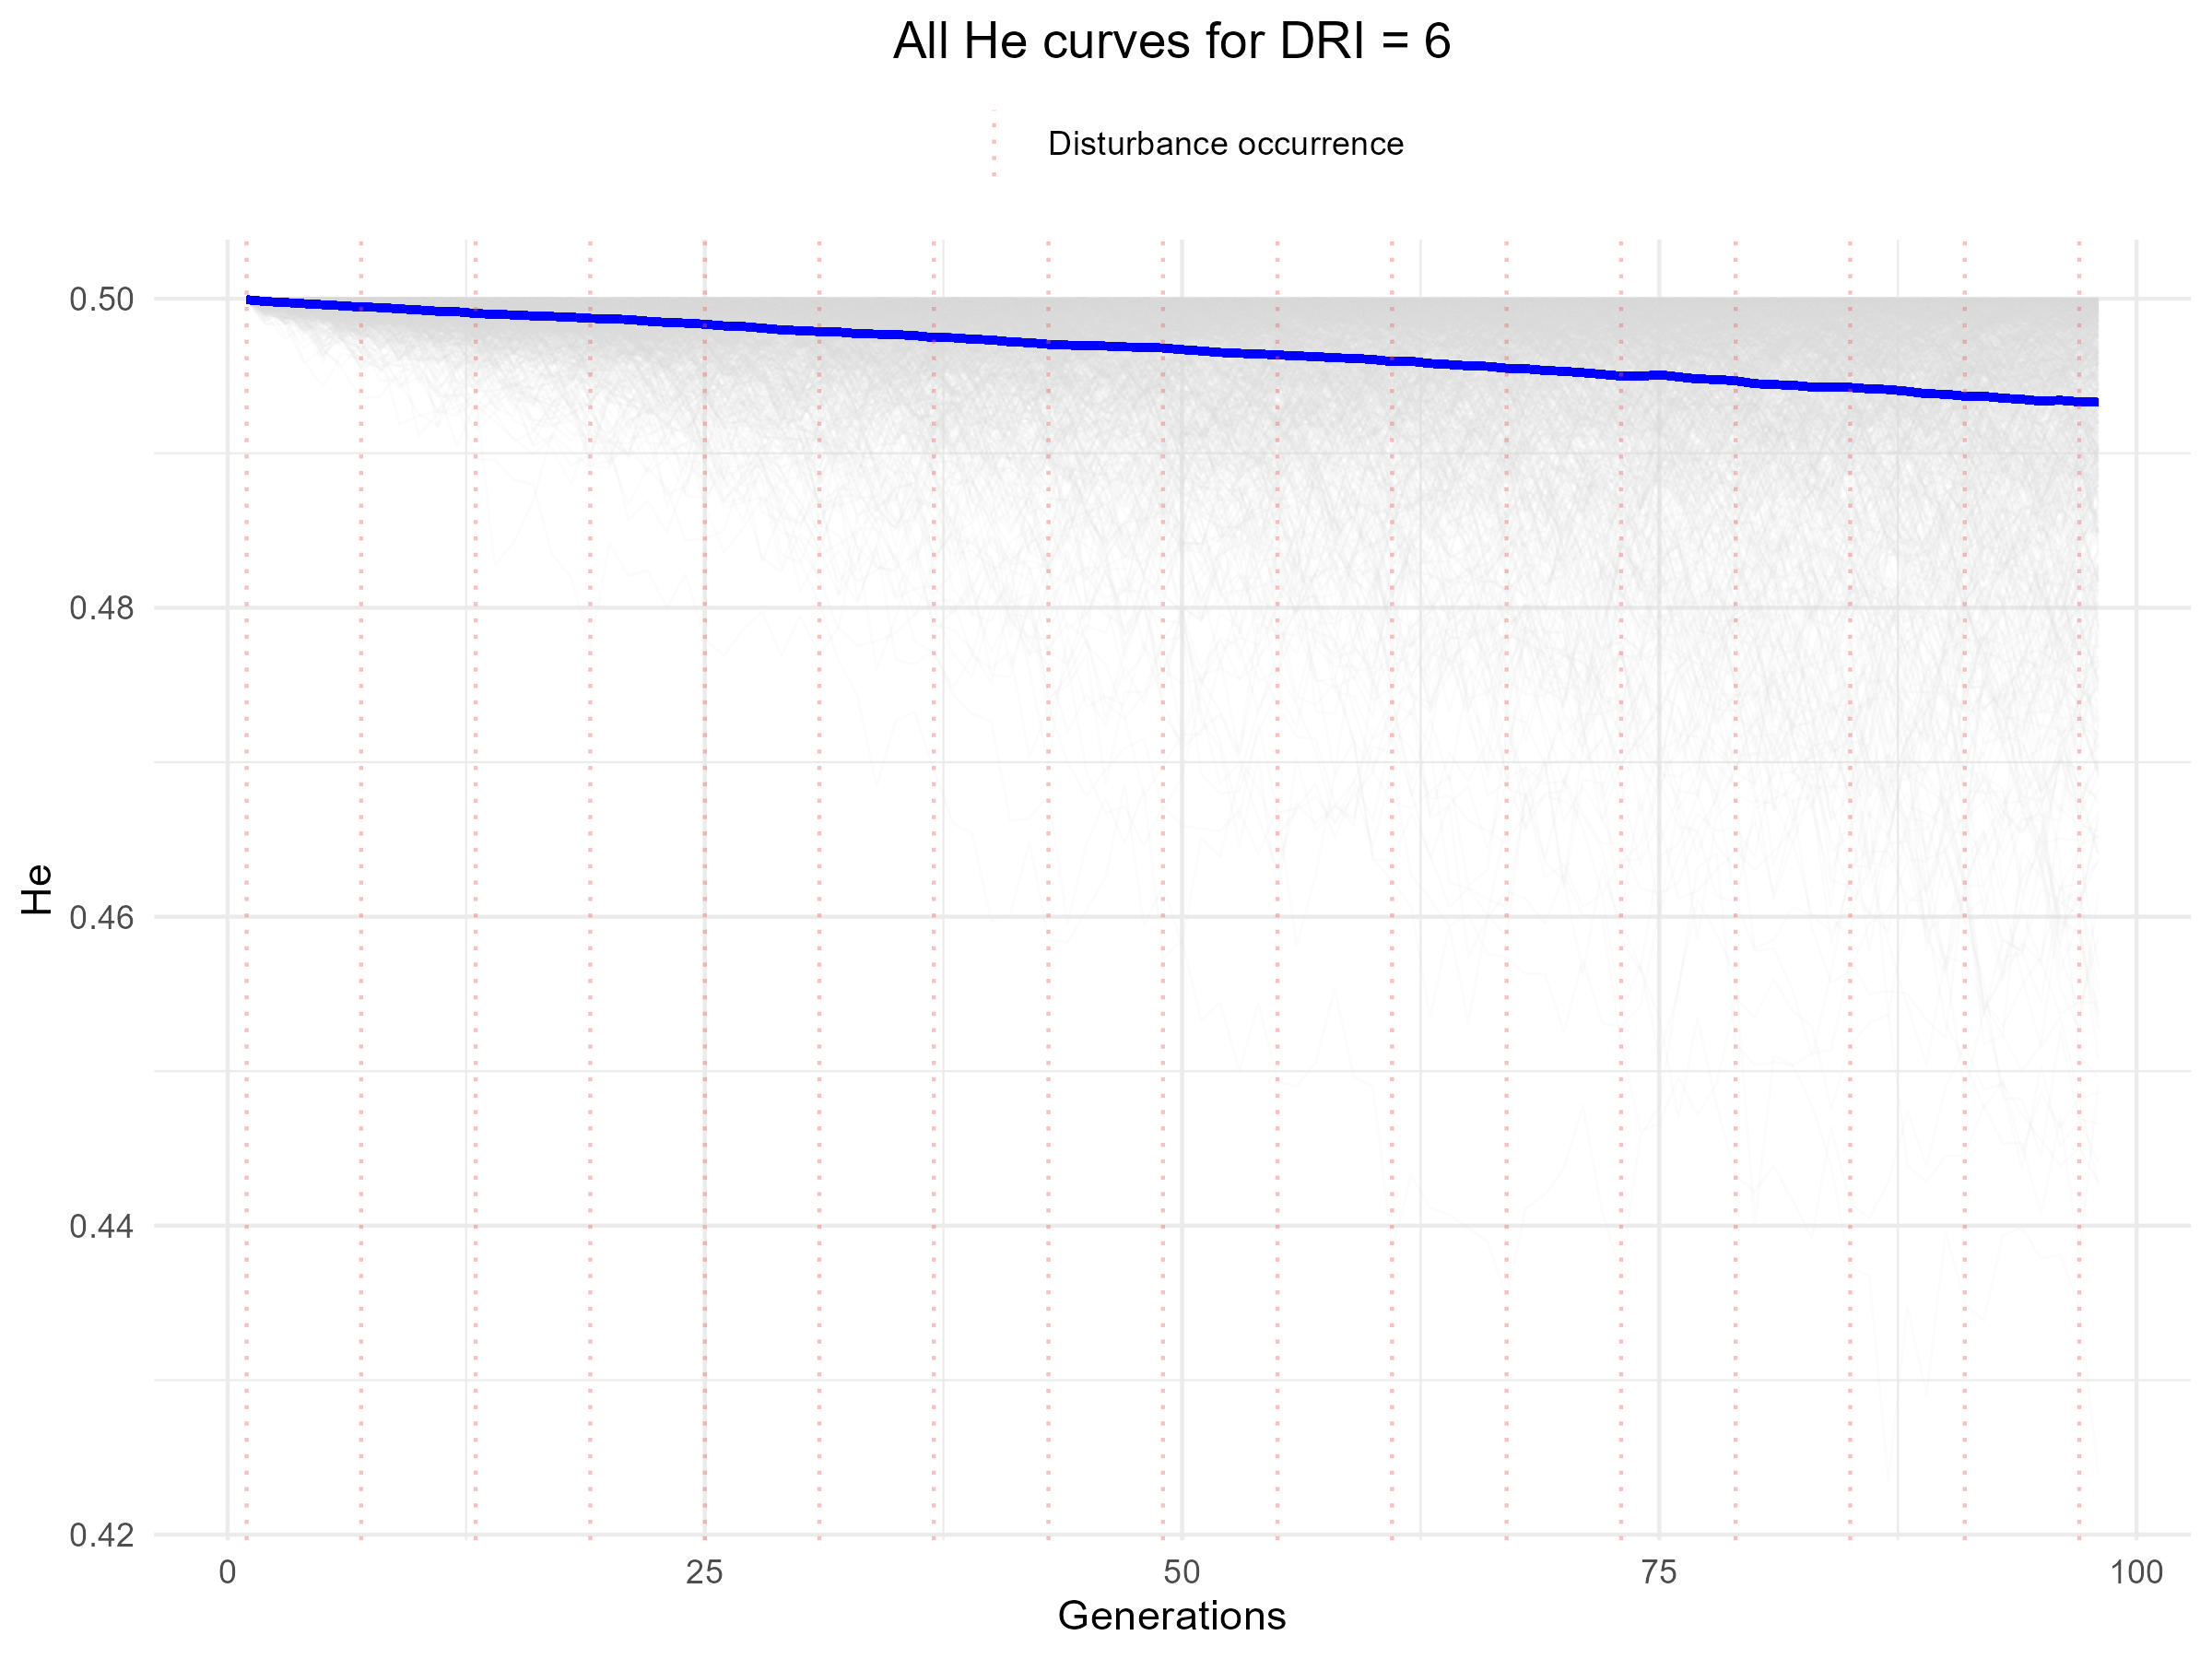 All He curves for DRI = 6
Disturbance occurrence
0.50
0.48
0.46
0.44
0.42
He
0 25 50 75 100
Generations